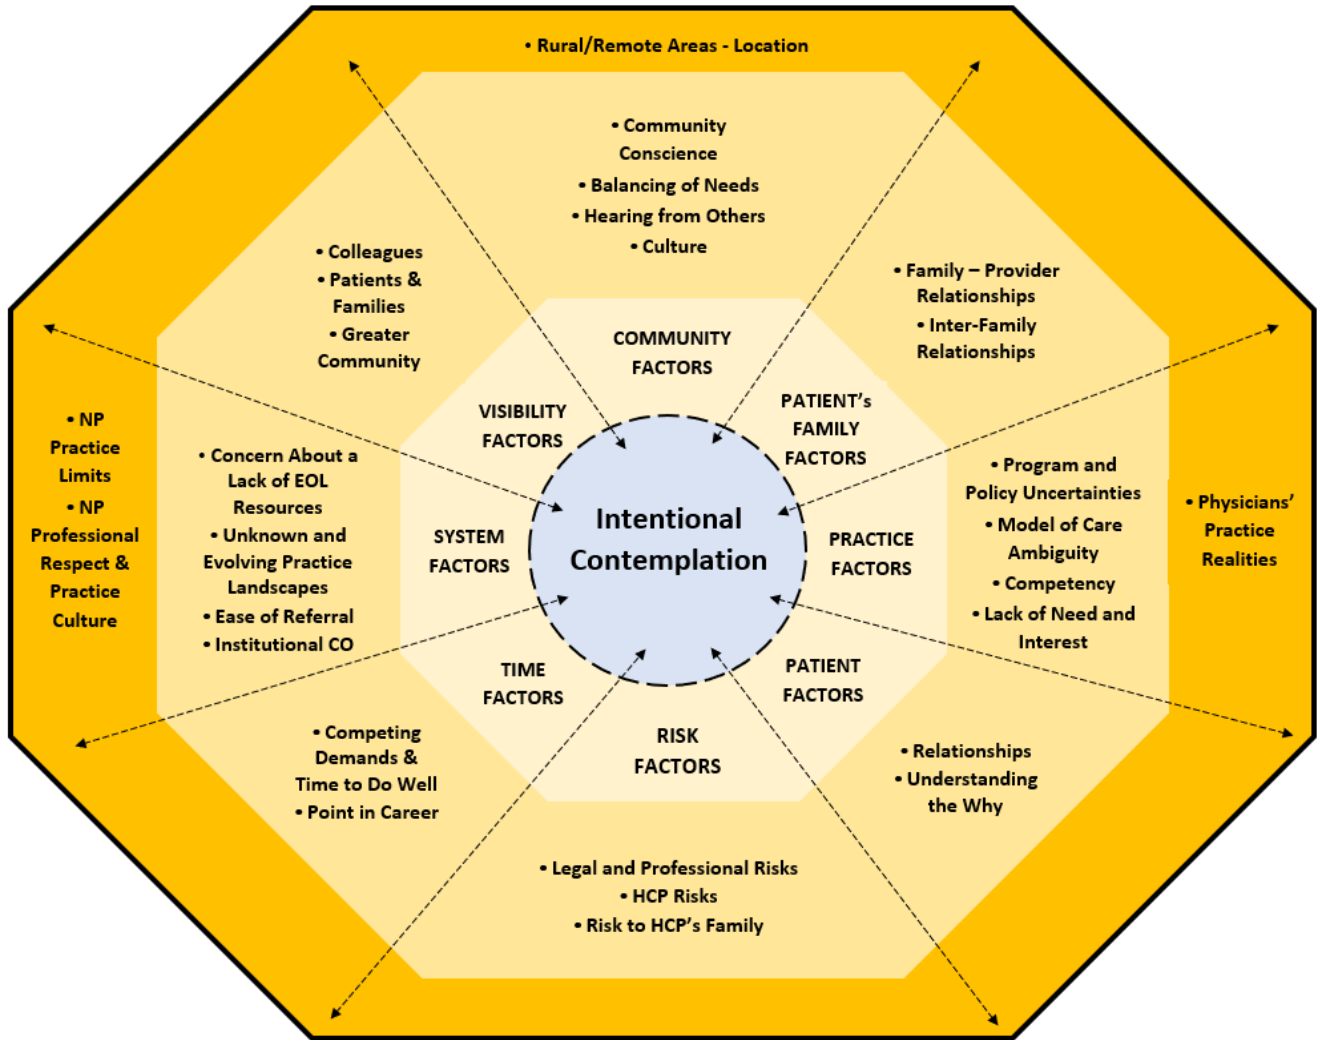 • Rural/Remote Areas - Location
• Community
Conscience
• Balancing of Needs
• Hearing from Others
• Culture
• Colleagues
• Patients &
Families
• Greater
Community
• Family – Provider
Relationships
• Inter-Family
Relationships
COMMUNITY
FACTORS
VISIBILITY
FACTORS
PATIENT's
FAMILY
FACTORS
• NP
Practice
Limits
• NP
Professional
Respect &
Practice
Culture
• Concern About a
Lack of EOL
Resources
• Unknown and
Evolving Practice
Landscapes
• Ease of Referral
• Institutional CO
SYSTEM
FACTORS
Intentional
Contemplation
PRACTICE
FACTORS
• Program and
Policy Uncertainties
• Model of Care
Ambiguity
• Competency
• Lack of Need and
Interest
• Physicians'
Practice
Realities
TIME
FACTORS
PATIENT
FACTORS
RISK
FACTORS
• Competing
Demands &
Time to Do Well
• Point in Career
• Relationships
• Understanding
the Why
• Legal and Professional Risks
• HCP Risks
• Risk to HCP's Family